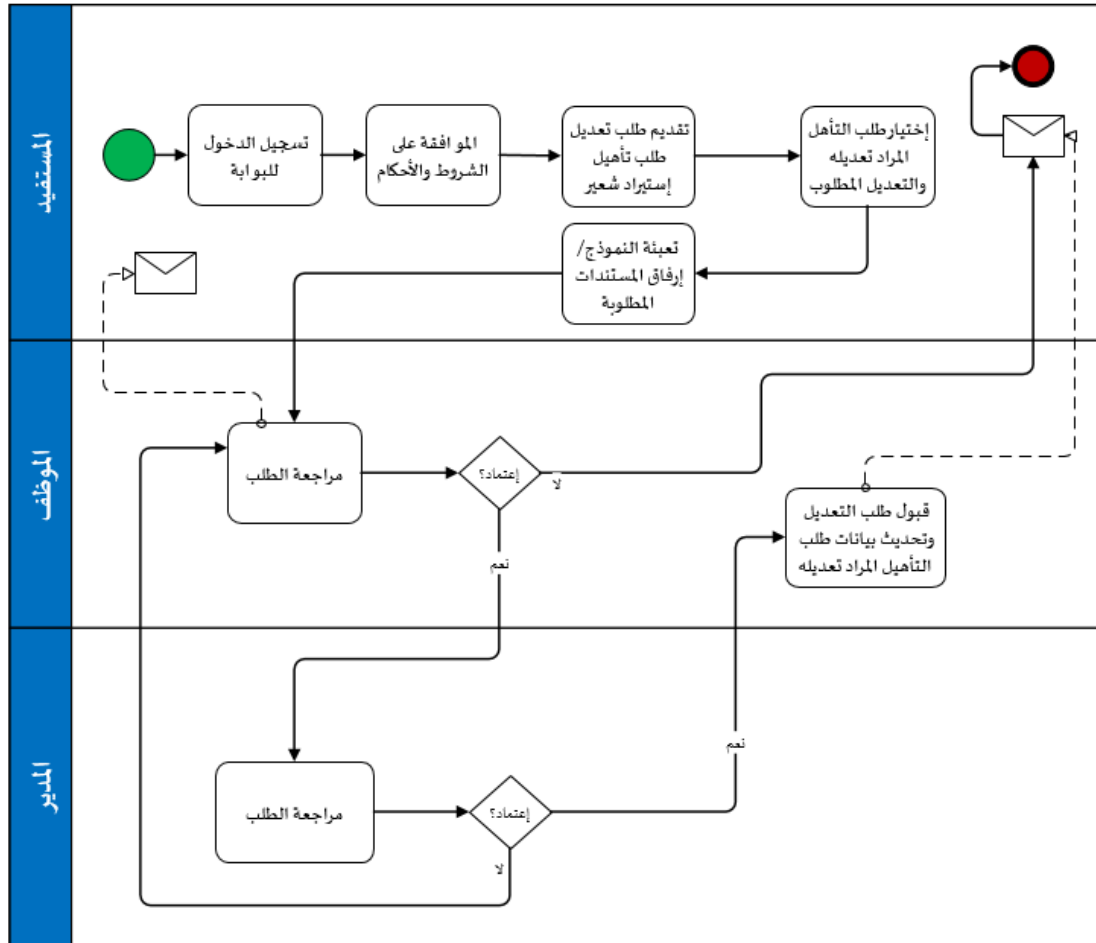 المستفيد
تسجيل الدخول
للبوابة
الموافقة على
الشروط والأحكام
تقديم طلب تعديل
طلب تأهيل
إستيراد شعير
إختيارطلب التأهل
المراد تعديله
والتعديل المطلوب
تعبئة النموذج/
إرفاق المستندات
المطلوبة
الموظف
مراجعة الطلب
إعتماد؟
لا
نعم
قبول طلب التعديل
وتحديث بيانات طلب
التأهيل المراد تعديله
المدير
مراجعة الطلب
إعتماد؟
نعم
لا